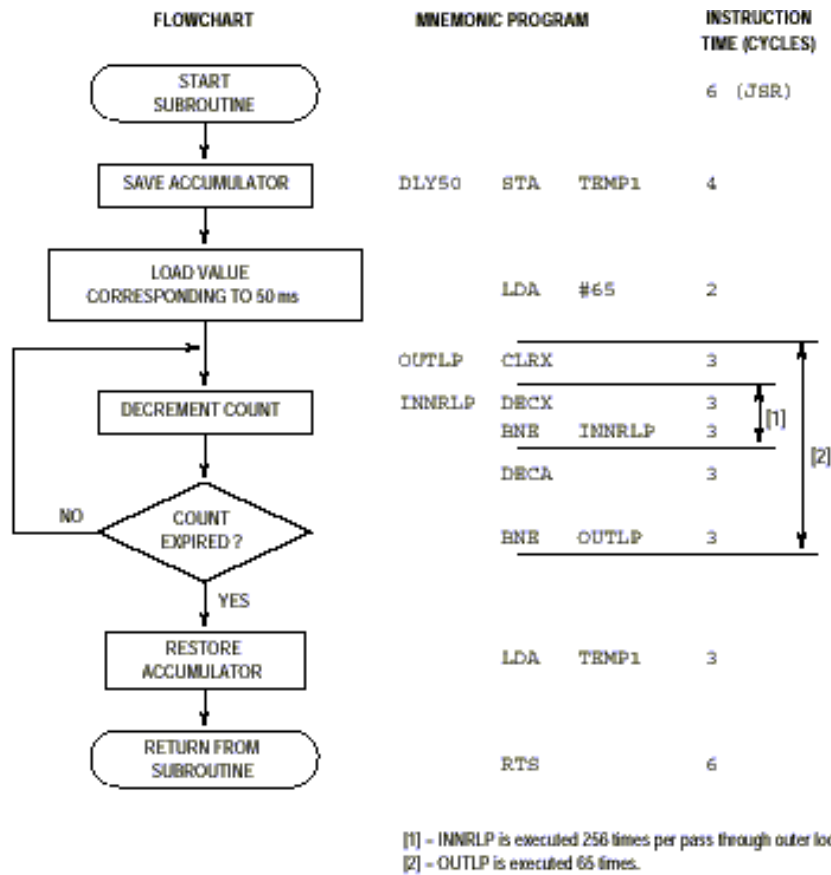 FLOWCHART MNEMONIC PROGRAM INSTRUCTION
TIME (CYCLES)
START
SUBROUTINE
6 (JSR)
SAVE ACCUMULATOR DLY50 STA TEMP1 4
LOAD VALUE
CORRESPONDING TO 50 ms
LDA #65 2
OUTLP CLRX 3
DECREMENT COUNT INNRLP DECX 3
BNE INNRLP 3
[1]
[2]
DECA 3
NO COUNT
EXPIRED ?
BNE OUTLP 3
YES
RESTORE
ACCUMULATOR
LDA TEMP1 3
RETURN FROM
SUBROUTINE
RTS 6
[1] – INNRLP is executed 256 times per pass through outer loo
[2] – OUTLP is executed 65 times.